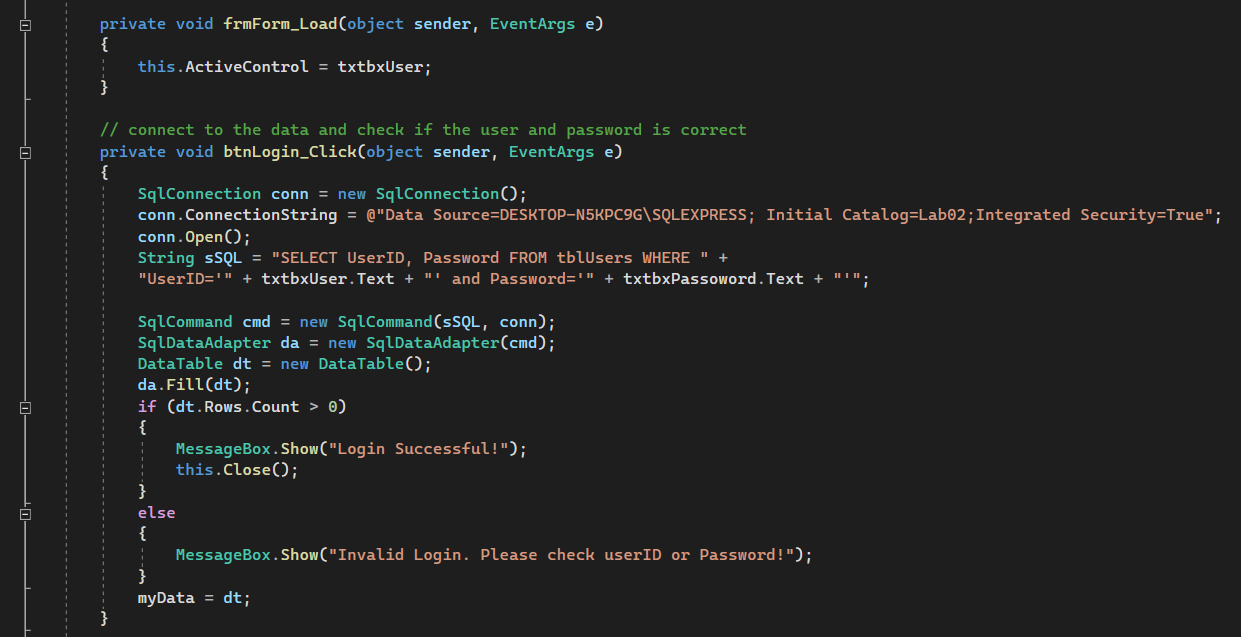 private void frmForm_Load(object sender, EventArgs e)
{
this.ActiveControl = txtbxUser;
}
// connect to the data and check if the user and password is correct
private void btnLogin_Click(object sender, EventArgs e)
{
SqlConnection conn = new SqlConnection();
conn.ConnectionString = @"Data Source=DESKTOP-N5KPC9G\SQLEXPRESS; Initial Catalog=Lab02;Integrated Security=True";
conn.Open();
String sSQL = "SELECT UserID, Password FROM tblUsers WHERE " +
"UserID='" + txtbxUser.Text + "' and Password='" + txtbxPassoword.Text + "'";
SqlCommand cmd = new SqlCommand(sSQL, conn);
SqlDataAdapter da = new SqlDataAdapter(cmd);
DataTable dt = new DataTable();
da.Fill(dt);
if (dt.Rows.Count > 0)
{
MessageBox.Show("Login Successful!");
this.Close();
}
else
{
MessageBox.Show("Invalid Login. Please check userID or Password!");
}
myData = dt;
}